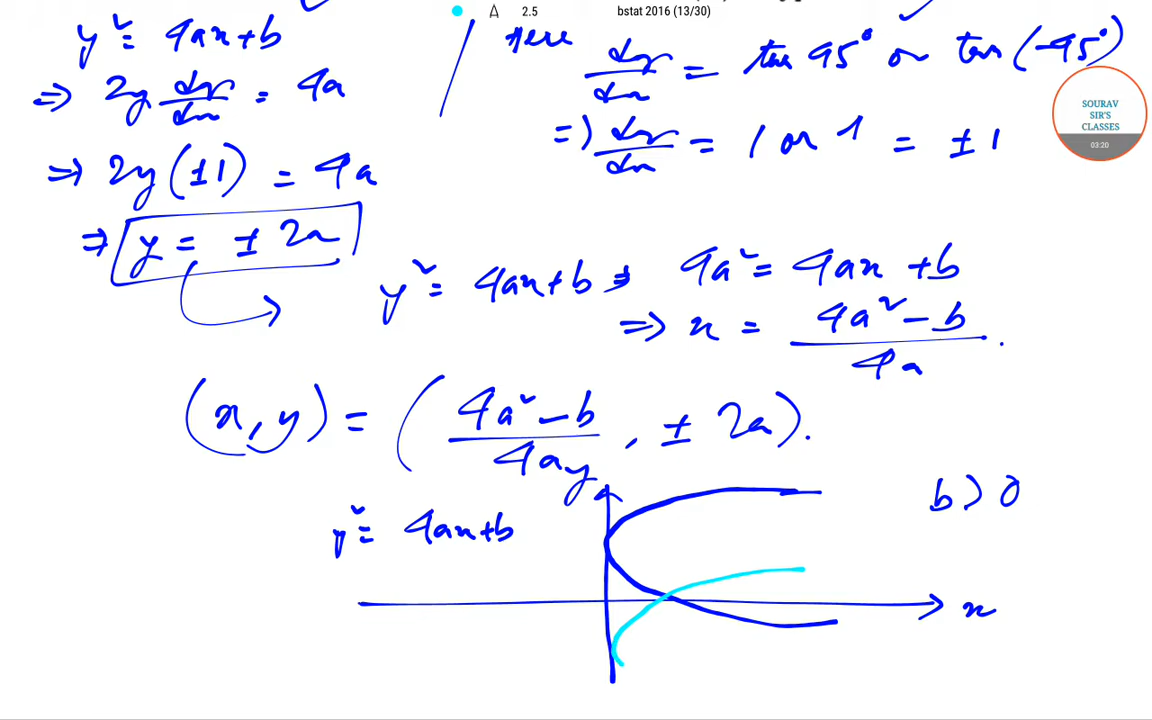 2.5
bstat 2016 (13/30)
y² = 4ax + b
⇒ 2y dy/dx = 4a
⇒ 2y (±1) = 4a
⇒ y = ± 2a
Here dy/dx = tan 45° or tan (-45°)
⇒ dy/dx = 1 or -1 = ±1
SOURAV
SIR'S
CLASSES
03:20
y² = 4ax + b ⇒ 4a² = 4ax + b
⇒ x = (4a² - b)/4a .
(x, y) = ( (4a² - b)/4a , ± 2a ).
y
b > 0
y² = 4ax + b
x